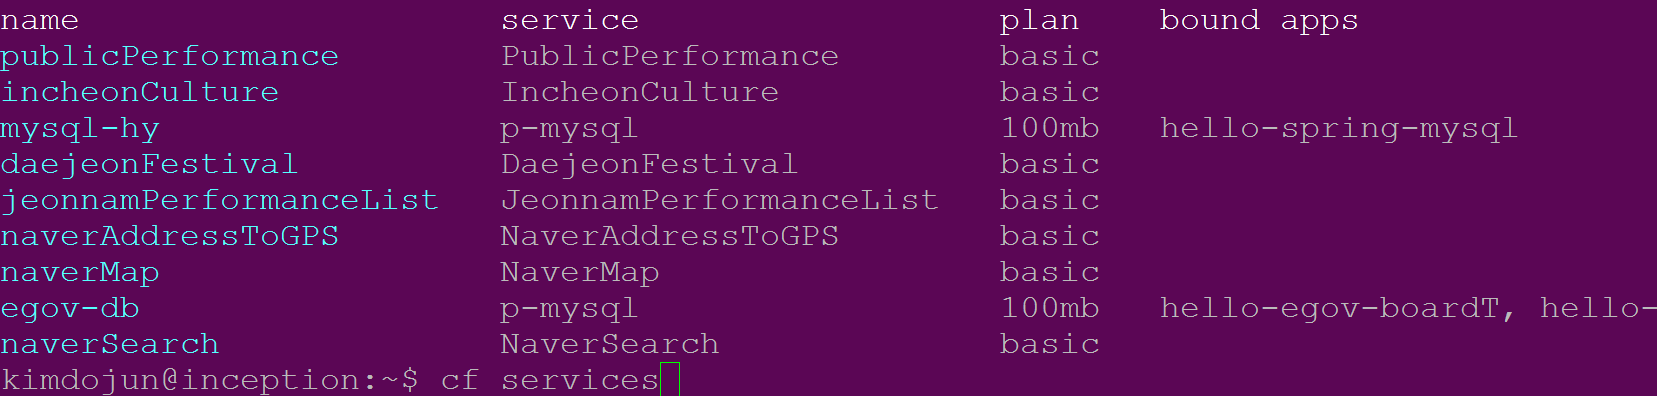 name service plan bound apps
publicPerformance PublicPerformance basic
incheonCulture IncheonCulture basic
mysql-hy p-mysql 100mb hello-spring-mysql
daejeonFestival DaejeonFestival basic
jeonnamPerformanceList JeonnamPerformanceList basic
naverAddressToGPS NaverAddressToGPS basic
naverMap NaverMap basic
egov-db p-mysql 100mb hello-egov-boardT, hello-
naverSearch NaverSearch basic
kimdojun@inception:~$ cf services